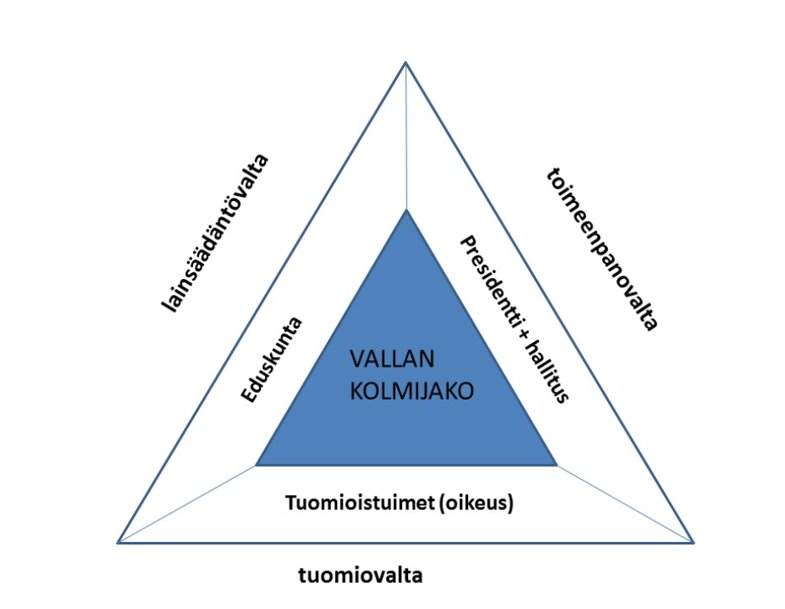 lainsäädäntövalta
toimeenpanovalta
Eduskunta
Presidentti + hallitus
VALLAN
KOLMIJAKO
Tuomioistuimet (oikeus)
tuomiovalta